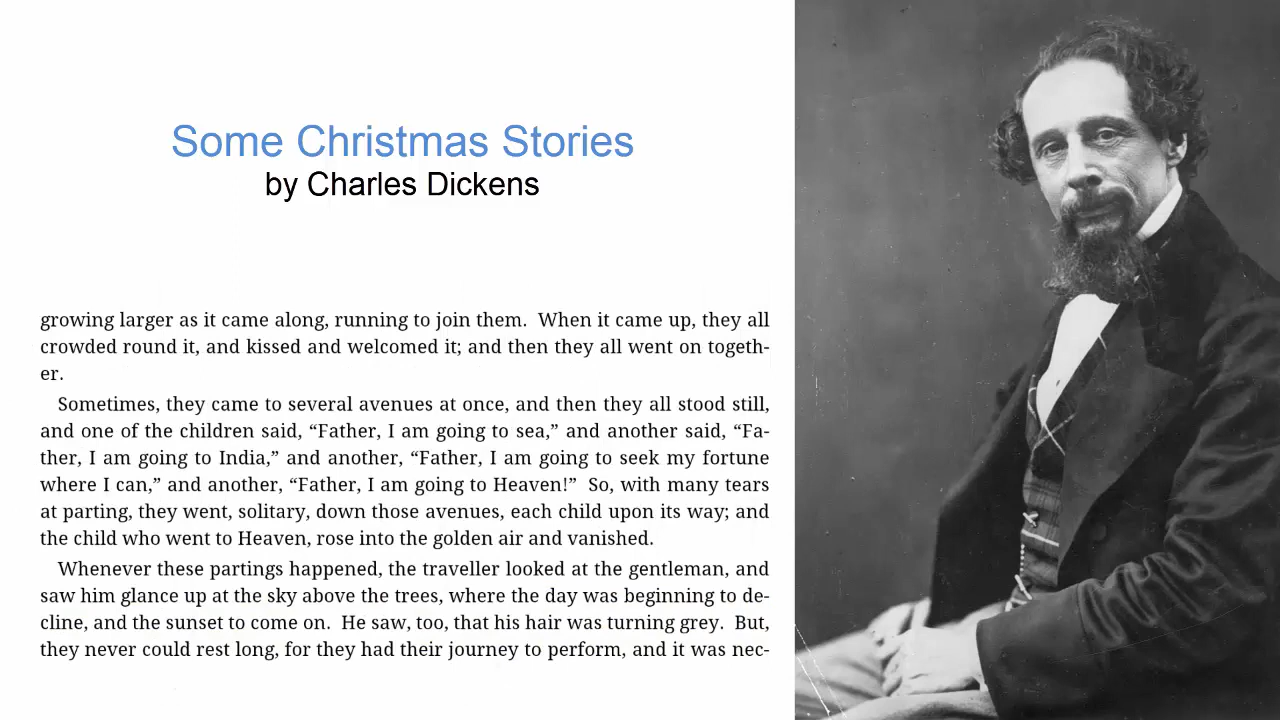 Some Christmas Stories
by Charles Dickens
growing larger as it came along, running to join them.  When it came up, they all
crowded round it, and kissed and welcomed it; and then they all went on togeth-
er.
Sometimes, they came to several avenues at once, and then they all stood still,
and one of the children said, “Father, I am going to sea,” and another said, “Fa-
ther, I am going to India,” and another, “Father, I am going to seek my fortune
where I can,” and another, “Father, I am going to Heaven!”  So, with many tears
at parting, they went, solitary, down those avenues, each child upon its way; and
the child who went to Heaven, rose into the golden air and vanished.
Whenever these partings happened, the traveller looked at the gentleman, and
saw him glance up at the sky above the trees, where the day was beginning to de-
cline, and the sunset to come on.  He saw, too, that his hair was turning grey.  But,
they never could rest long, for they had their journey to perform, and it was nec-